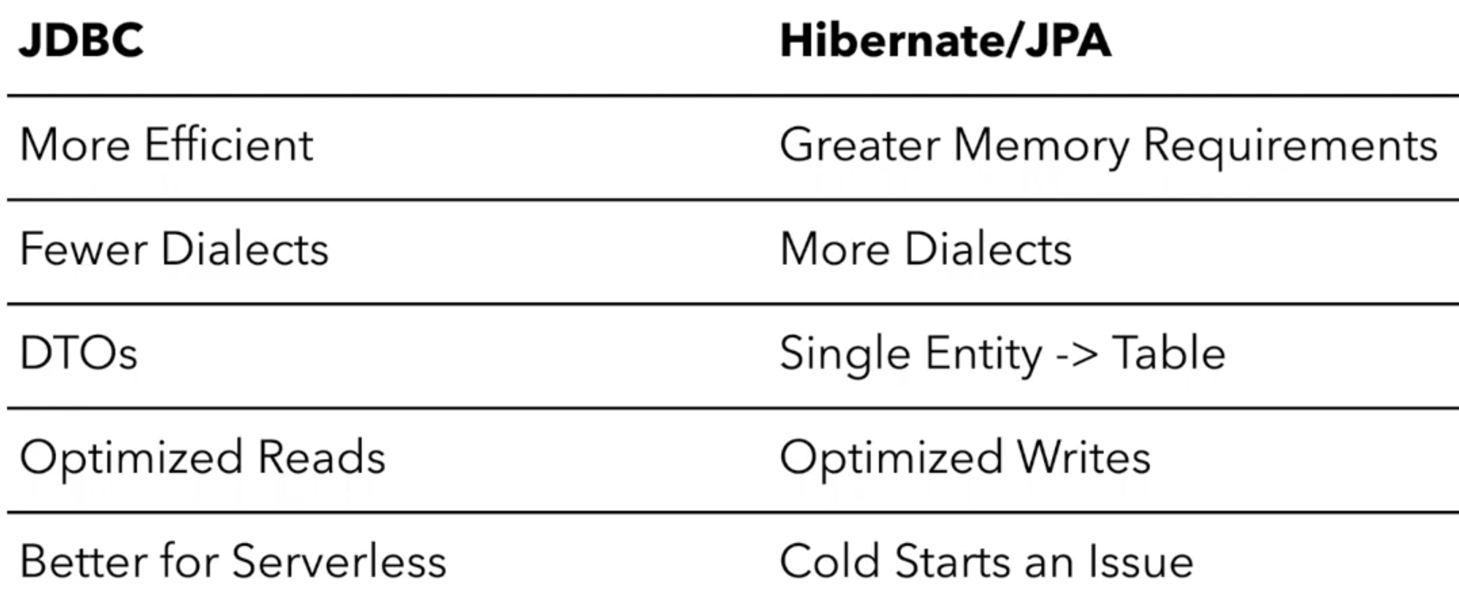 JDBC Hibernate/JPA
More Efficient Greater Memory Requirements
Fewer Dialects More Dialects
DTOs Single Entity -> Table
Optimized Reads Optimized Writes
Better for Serverless Cold Starts an Issue